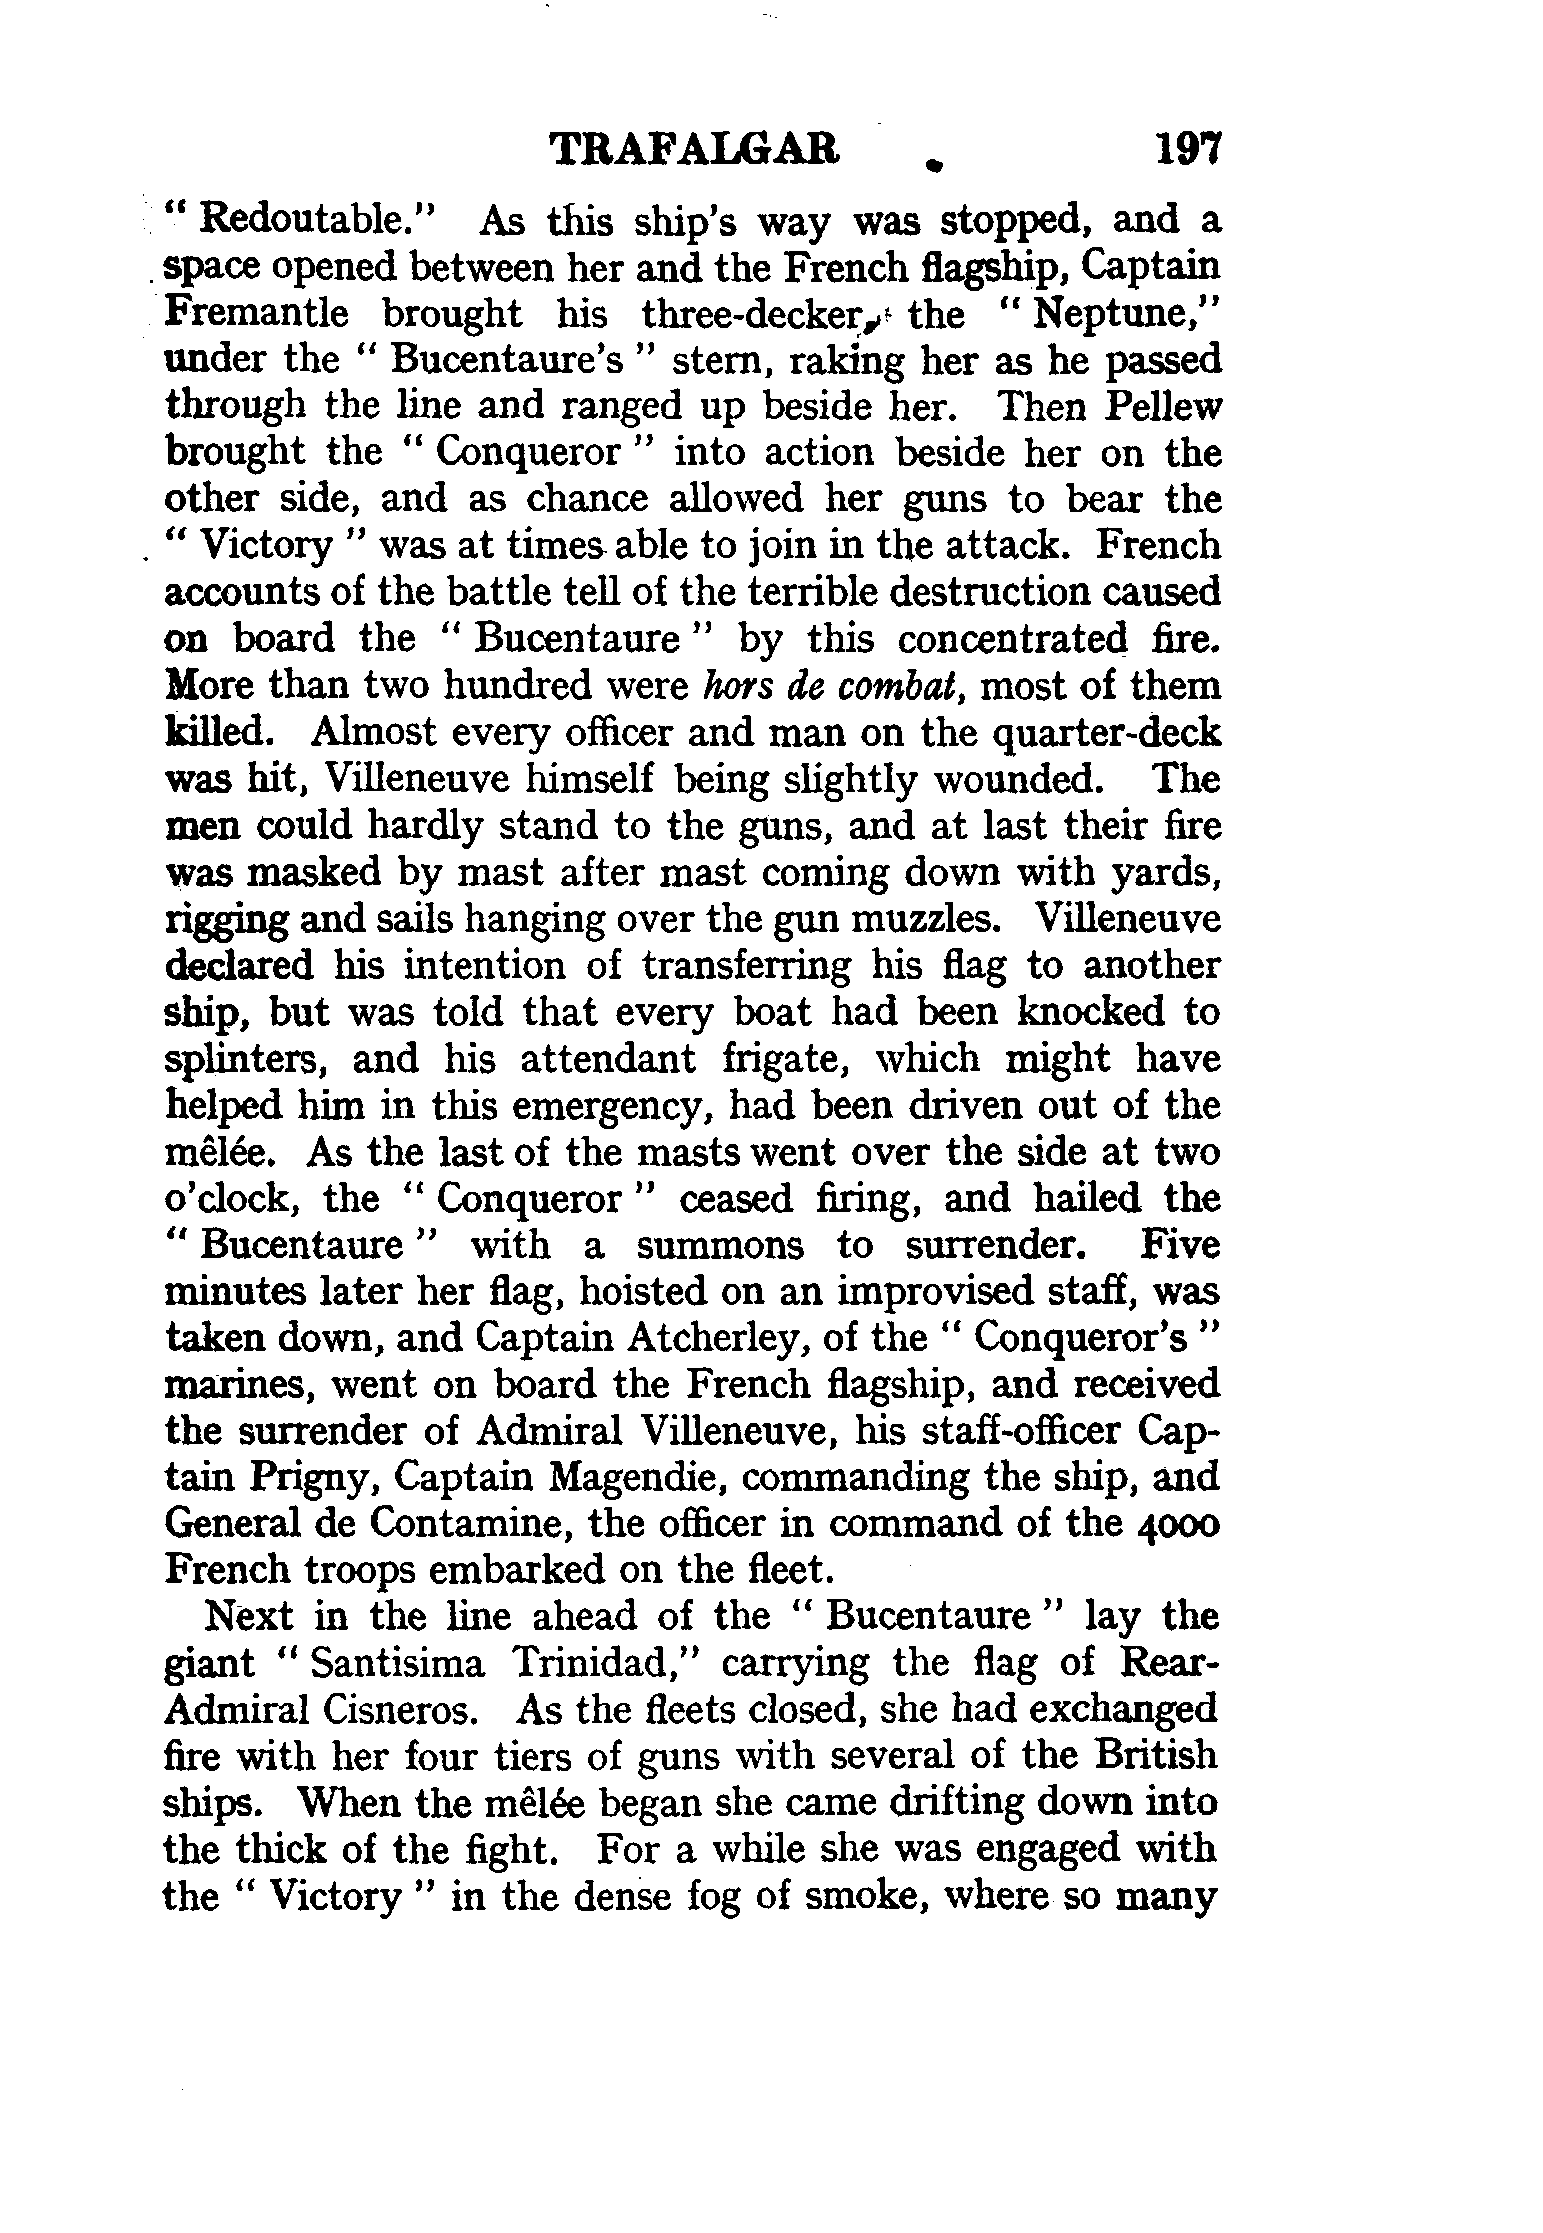 TRAFALGAR 197
" Redoutable." As this ship's way was stopped, and a
space opened between her and the French flagship, Captain
Fremantle brought his three-decker, the " Neptune,"
under the " Bucentaure's " stern, raking her as he passed
through the line and ranged up beside her. Then Pellew
brought the " Conqueror " into action beside her on the
other side, and as chance allowed her guns to bear the
" Victory " was at times able to join in the attack. French
accounts of the battle tell of the terrible destruction caused
on board the " Bucentaure " by this concentrated fire.
More than two hundred were hors de combat, most of them
killed. Almost every officer and man on the quarter-deck
was hit, Villeneuve himself being slightly wounded. The
men could hardly stand to the guns, and at last their fire
was masked by mast after mast coming down with yards,
rigging and sails hanging over the gun muzzles. Villeneuve
declared his intention of transferring his flag to another
ship, but was told that every boat had been knocked to
splinters, and his attendant frigate, which might have
helped him in this emergency, had been driven out of the
mêlée. As the last of the masts went over the side at two
o'clock, the " Conqueror " ceased firing, and hailed the
" Bucentaure " with a summons to surrender. Five
minutes later her flag, hoisted on an improvised staff, was
taken down, and Captain Atcherley, of the " Conqueror's "
marines, went on board the French flagship, and received
the surrender of Admiral Villeneuve, his staff-officer Cap-
tain Prigny, Captain Magendie, commanding the ship, and
General de Contamine, the officer in command of the 4000
French troops embarked on the fleet.
Next in the line ahead of the " Bucentaure " lay the
giant " Santisima Trinidad," carrying the flag of Rear-
Admiral Cisneros. As the fleets closed, she had exchanged
fire with her four tiers of guns with several of the British
ships. When the mêlée began she came drifting down into
the thick of the fight. For a while she was engaged with
the " Victory " in the dense fog of smoke, where so many